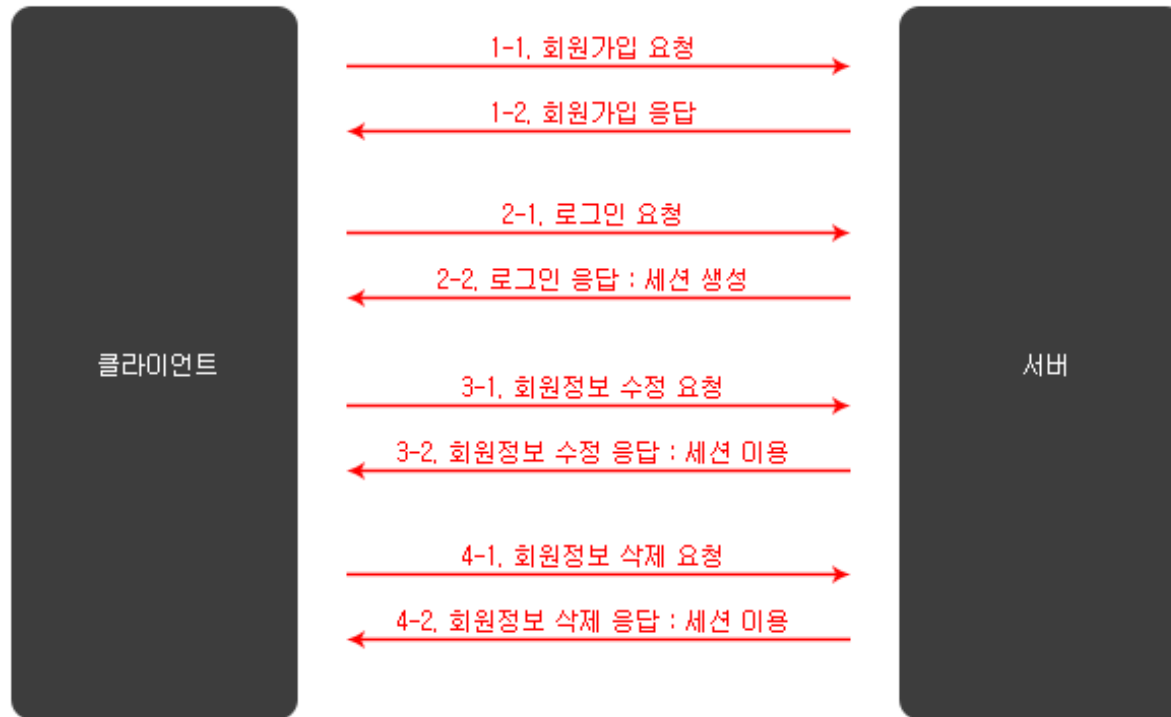 1-1. 회원가입 요청
1-2. 회원가입 응답
2-1. 로그인 요청
2-2. 로그인 응답 : 세션 생성
클라이언트
서버
3-1. 회원정보 수정 요청
3-2. 회원정보 수정 응답 : 세션 이용
4-1. 회원정보 삭제 요청
4-2. 회원정보 삭제 응답 : 세션 이용